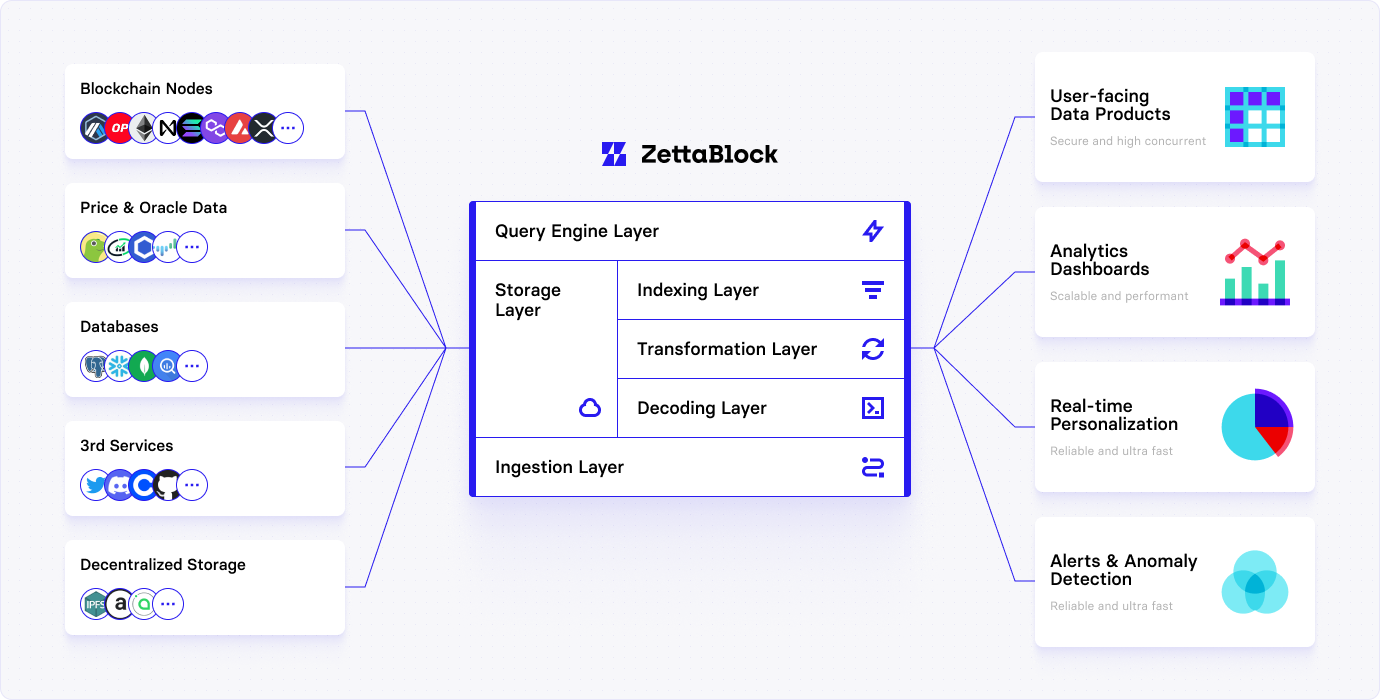 Blockchain Nodes
OP
Price & Oracle Data
Databases
3rd Services
Decentralized Storage
IPFS
a
a
ZettaBlock
Query Engine Layer
Storage
Layer
Indexing Layer
Transformation Layer
Decoding Layer
Ingestion Layer
User-facing
Data Products
Secure and high concurrent
Analytics
Dashboards
Scalable and performant
Real-time
Personalization
Reliable and ultra fast
Alerts & Anomaly
Detection
Reliable and ultra fast